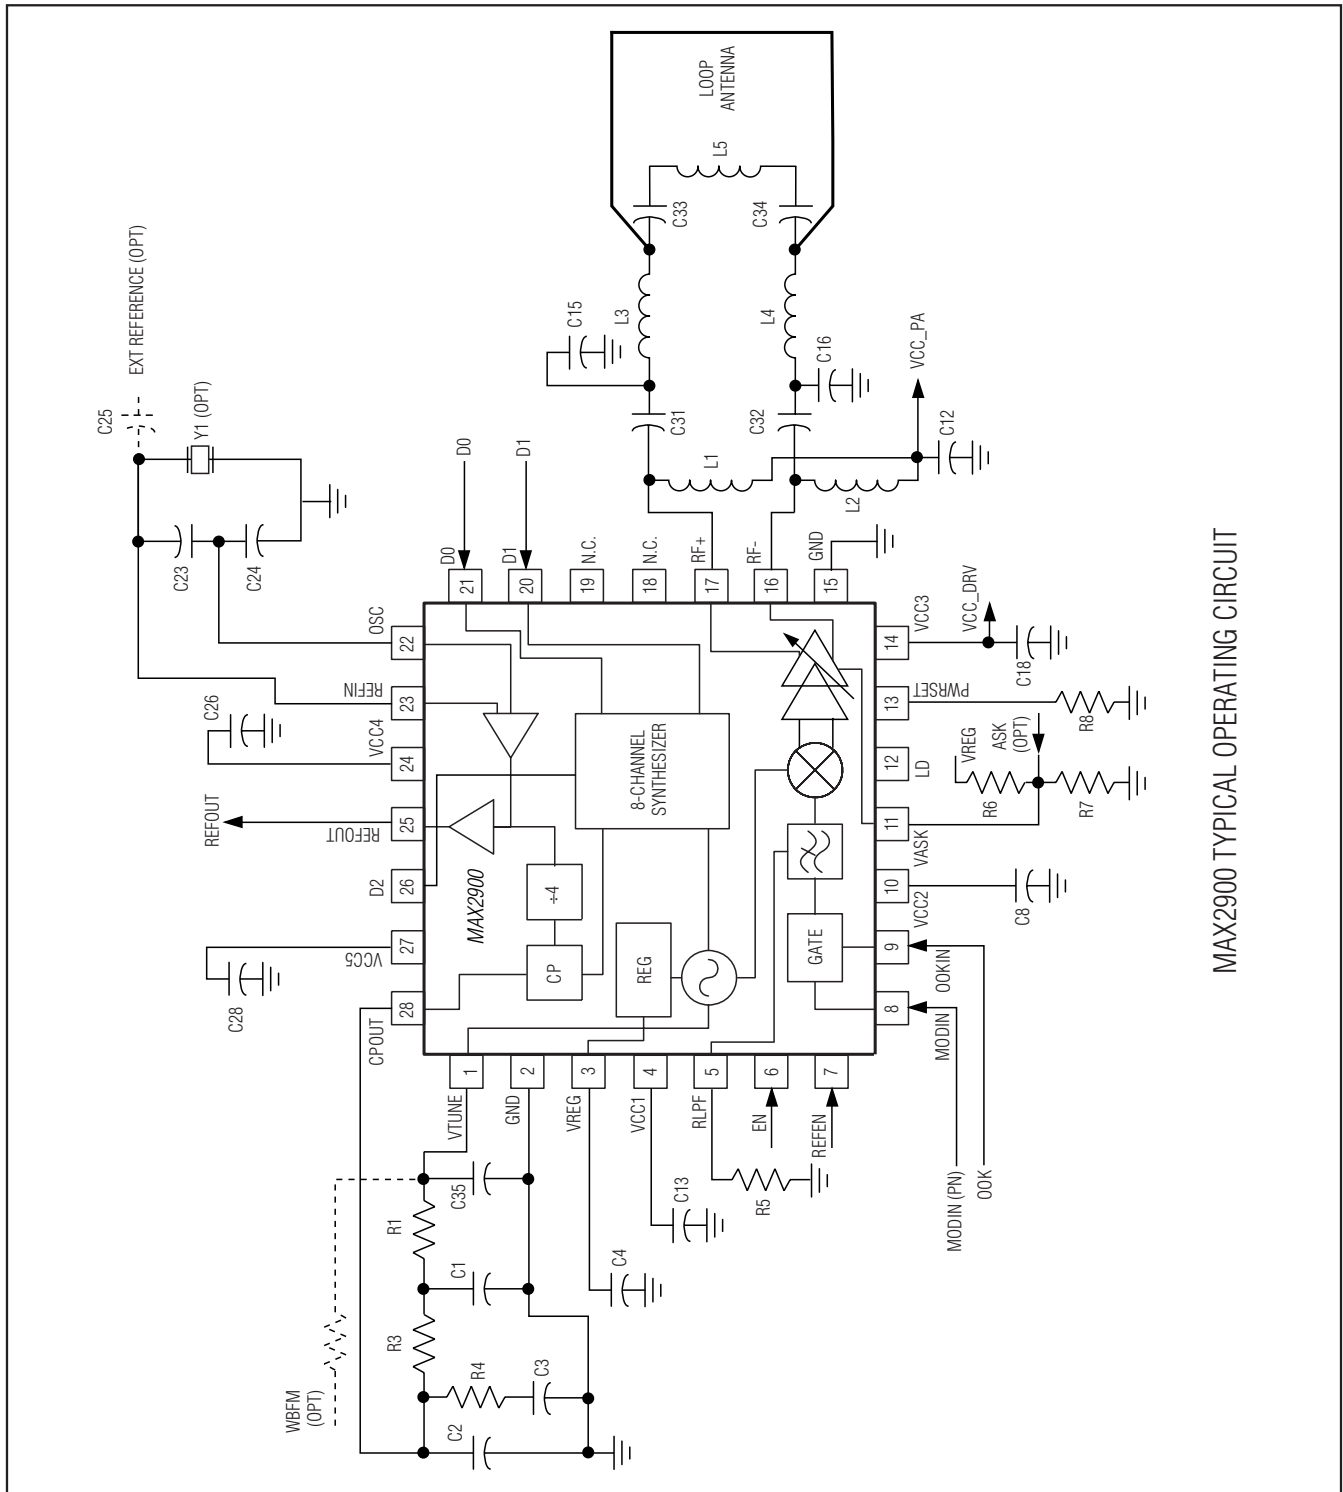 EXT REFERENCE (OPT)
C25
Y1 (OPT)
C23
C24
LOOP
ANTENNA
L5
C33
C34
L3
L4
C15
C16
C31
C32
VCC_PA
C12
L1
L2
D0
D1
D0
D1
N.C.
N.C.
RF+
RF-
GND
21
20
19
18
17
16
15
OSC
22
REFIN
23
C26
VCC4
24
REFOUT
REFOUT
25
D2
26
VCC5
27
C28
CPOUT
28
VCC3
14
VCC_DRV
C18
PWRSET
13
R8
LD
12
VREG
ASK
(OPT)
R6
R7
VASK
11
VCC2
10
C8
OOKIN
9
MODIN
8
MAX2900
8-CHANNEL
SYNTHESIZER
÷4
CP
REG
GATE
1
2
3
4
5
6
7
VTUNE
GND
VREG
VCC1
RLPF
EN
REFEN
R5
C13
C4
MODIN (PN)
OOK
WBFM
(OPT)
R1
C35
C1
R3
R4
C3
C2
MAX2900 TYPICAL OPERATING CIRCUIT